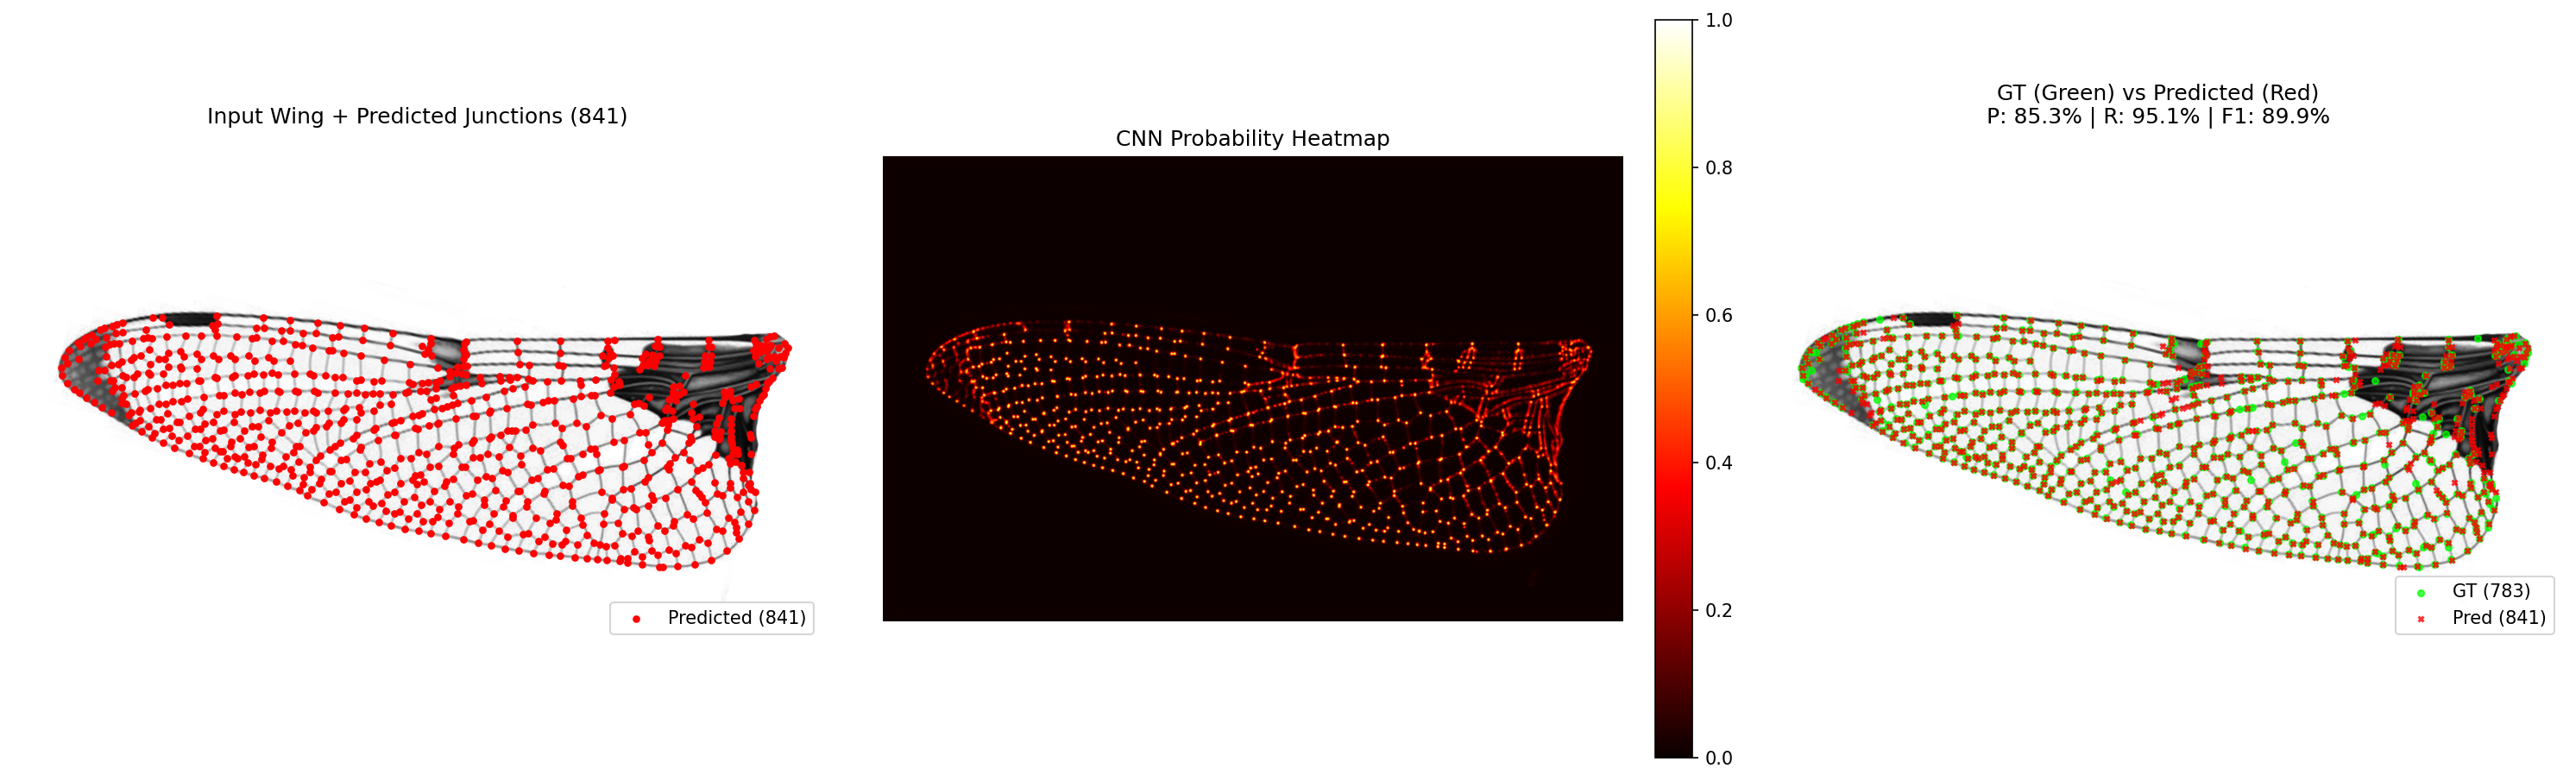 Input Wing + Predicted Junctions (841)
Predicted (841)
CNN Probability Heatmap
1.0
0.8
0.6
0.4
0.2
0.0
GT (Green) vs Predicted (Red)
P: 85.3% | R: 95.1% | F1: 89.9%
GT (783)
Pred (841)